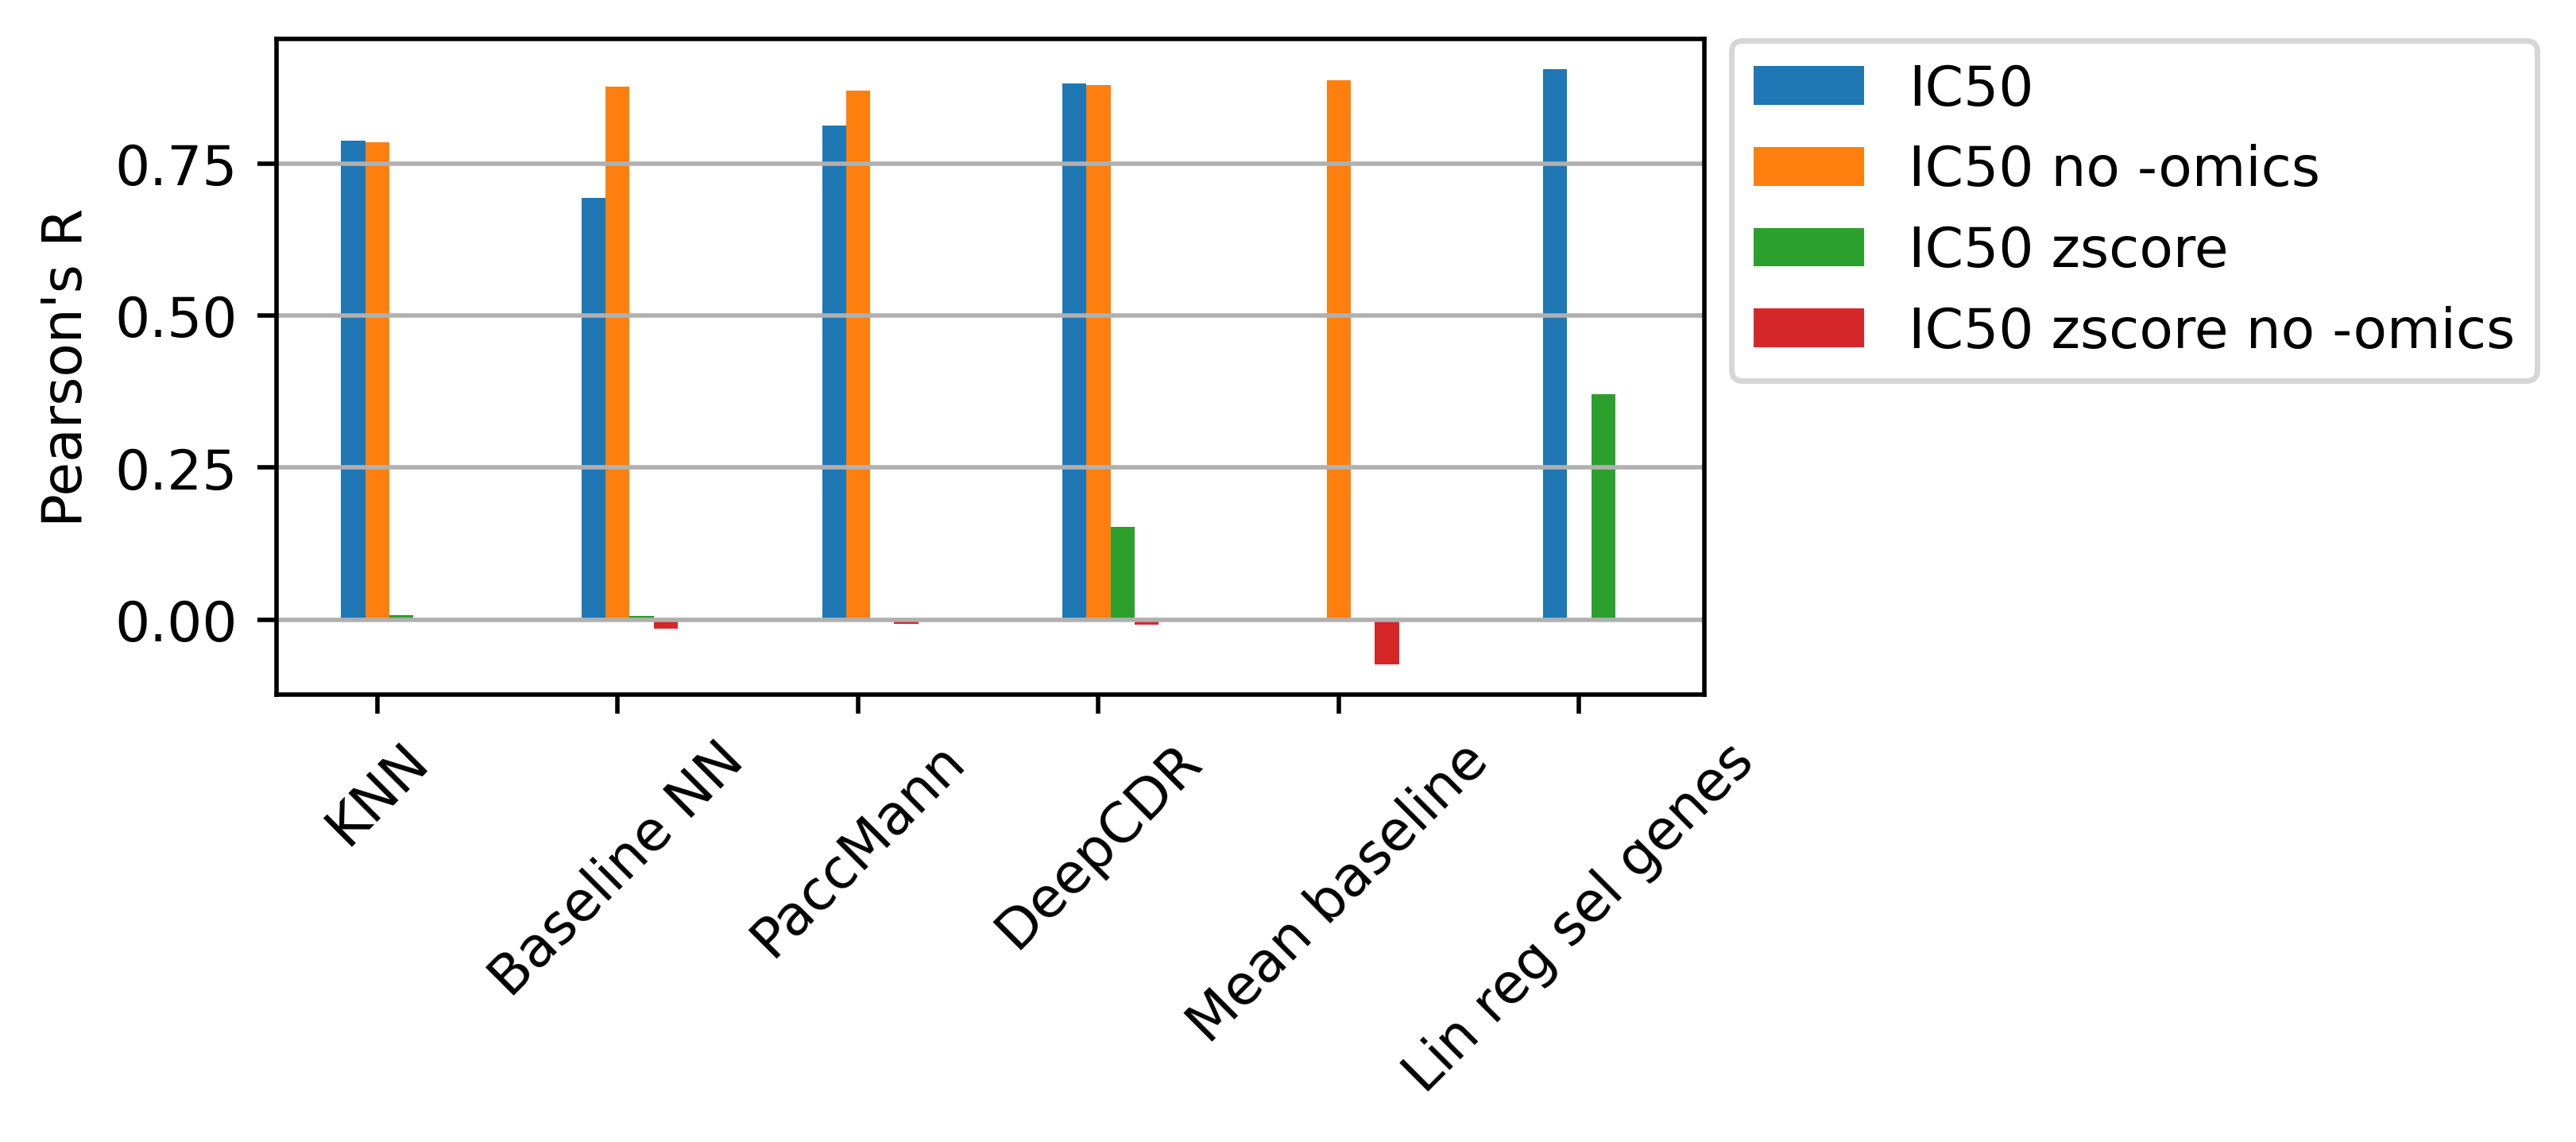 Pearson's R
0.75
0.50
0.25
0.00
KNN
Baseline NN
PaccMann
DeepCDR
Mean baseline
Lin reg sel genes
IC50
IC50 no -omics
IC50 zscore
IC50 zscore no -omics